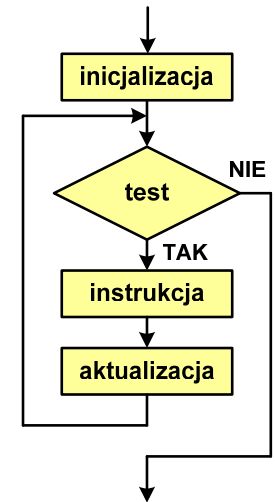 inicjalizacja
test
NIE
TAK
instrukcja
aktualizacja